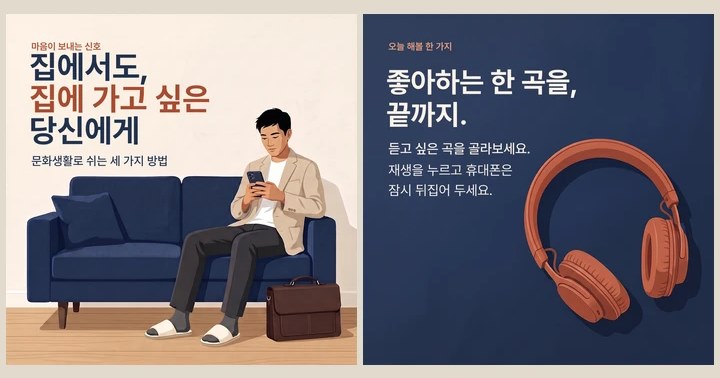 마음이 보내는 신호
집에서도,
집에 가고 싶은
당신에게
문화생활로 쉬는 세 가지 방법
오늘 해볼 한 가지
좋아하는 한 곡을,
끝까지.
듣고 싶은 곡을 골라보세요.
재생을 누르고 휴대폰은
잠시 뒤집어 두세요.